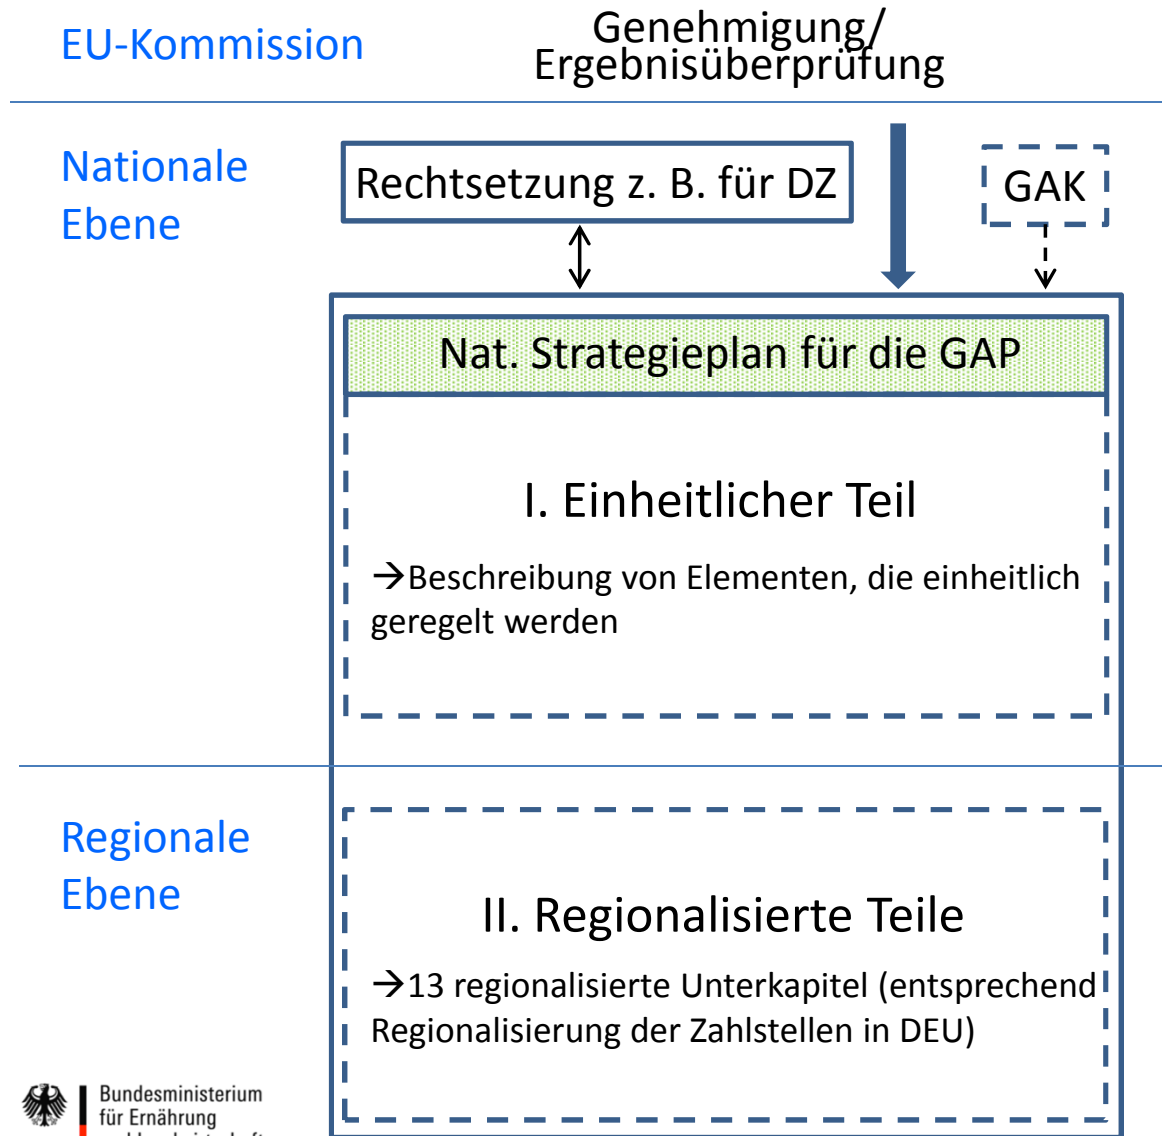 EU-Kommission
Genehmigung/
Ergebnisüberprüfung
Nationale
Ebene
Rechtsetzung z. B. für DZ
GAK
Nat. Strategieplan für die GAP
I. Einheitlicher Teil
→Beschreibung von Elementen, die einheitlich
geregelt werden
Regionale
Ebene
II. Regionalisierte Teile
→13 regionalisierte Unterkapitel (entsprechend
Regionalisierung der Zahlstellen in DEU)
Bundesministerium
für Ernährung